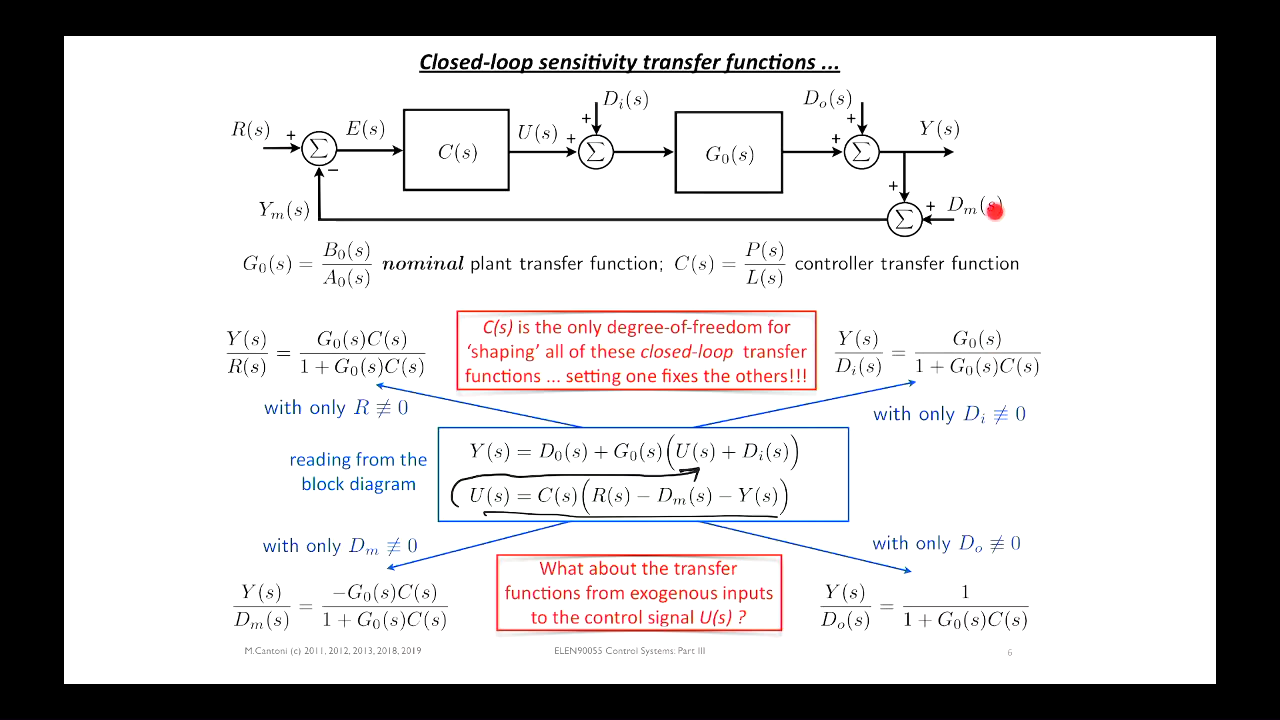 Closed-loop sensitivity transfer functions ...
D_i(s) D_o(s)
R(s) + E(s) C(s) U(s) + + G_0(s) + + Y(s)
Σ Σ Σ
−
Y_m(s) + Σ + D_m(s)
G_0(s) = B_0(s)/A_0(s) nominal plant transfer function; C(s) = P(s)/L(s) controller transfer function
Y(s)/R(s) = G_0(s)C(s)/(1 + G_0(s)C(s))
with only R ≢ 0
C(s) is the only degree-of-freedom for
'shaping' all of these closed-loop transfer
functions ... setting one fixes the others!!!
Y(s)/D_i(s) = G_0(s)/(1 + G_0(s)C(s))
with only D_i ≢ 0
reading from the
block diagram
Y(s) = D_0(s) + G_0(s)(U(s) + D_i(s))
U(s) = C(s)(R(s) − D_m(s) − Y(s))
with only D_m ≢ 0
Y(s)/D_m(s) = −G_0(s)C(s)/(1 + G_0(s)C(s))
What about the transfer
functions from exogenous inputs
to the control signal U(s) ?
with only D_o ≢ 0
Y(s)/D_o(s) = 1/(1 + G_0(s)C(s))
M.Cantoni (c) 2011, 2012, 2013, 2018, 2019 ELEN90055 Control Systems: Part III 6